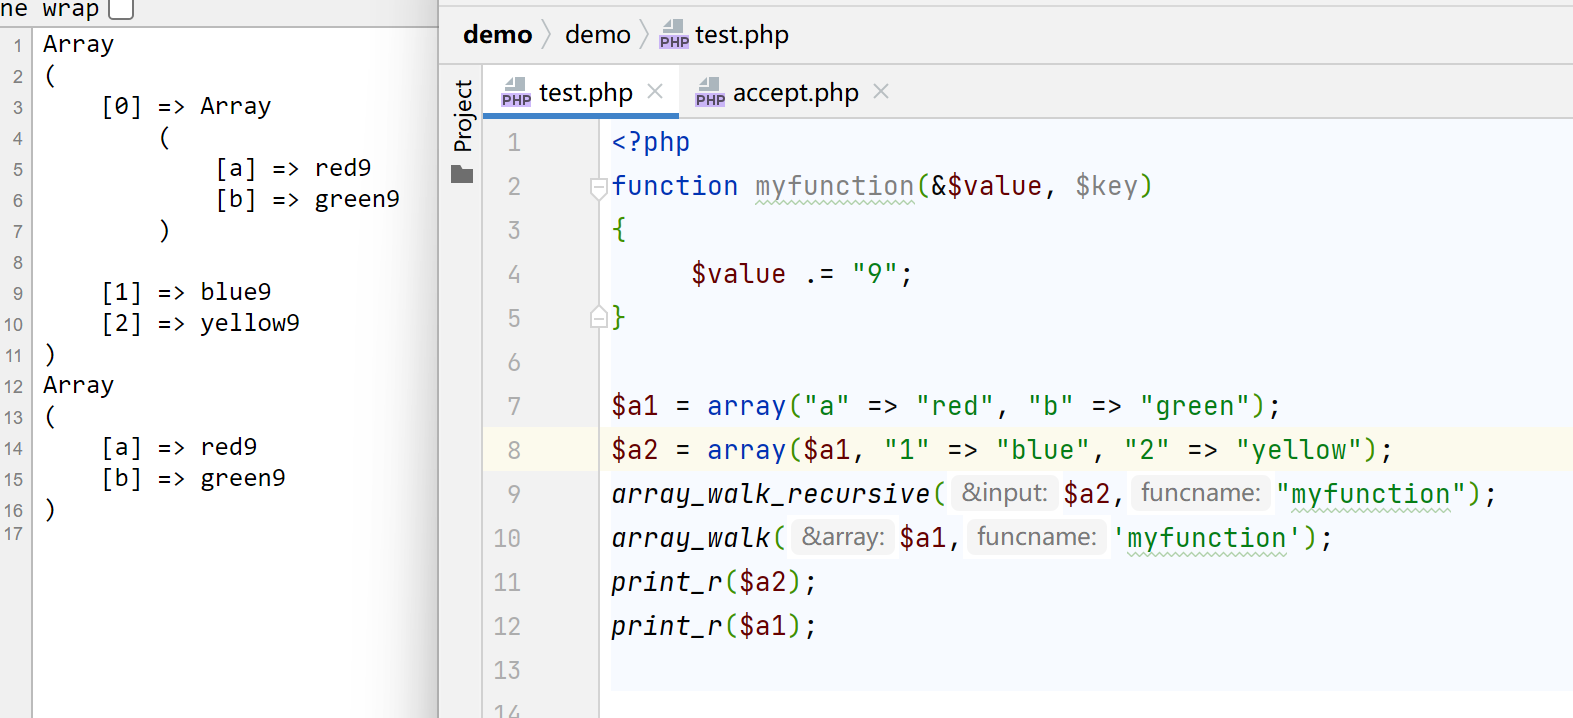 ne wrap
1 Array
2 (
3 [0] => Array
4 (
5 [a] => red9
6 [b] => green9
7 )
8
9 [1] => blue9
10 [2] => yellow9
11 )
12 Array
13 (
14 [a] => red9
15 [b] => green9
16 )
17
demo demo PHP test.php
Project
PHP test.php PHP accept.php
1 <?php
2 function myfunction(&$value, $key)
3 {
4 $value .= "9";
5 }
6
7 $a1 = array("a" => "red", "b" => "green");
8 $a2 = array($a1, "1" => "blue", "2" => "yellow");
9 array_walk_recursive( &input: $a2, funcname: "myfunction");
10 array_walk( &array: $a1, funcname: 'myfunction');
11 print_r($a2);
12 print_r($a1);
13
14